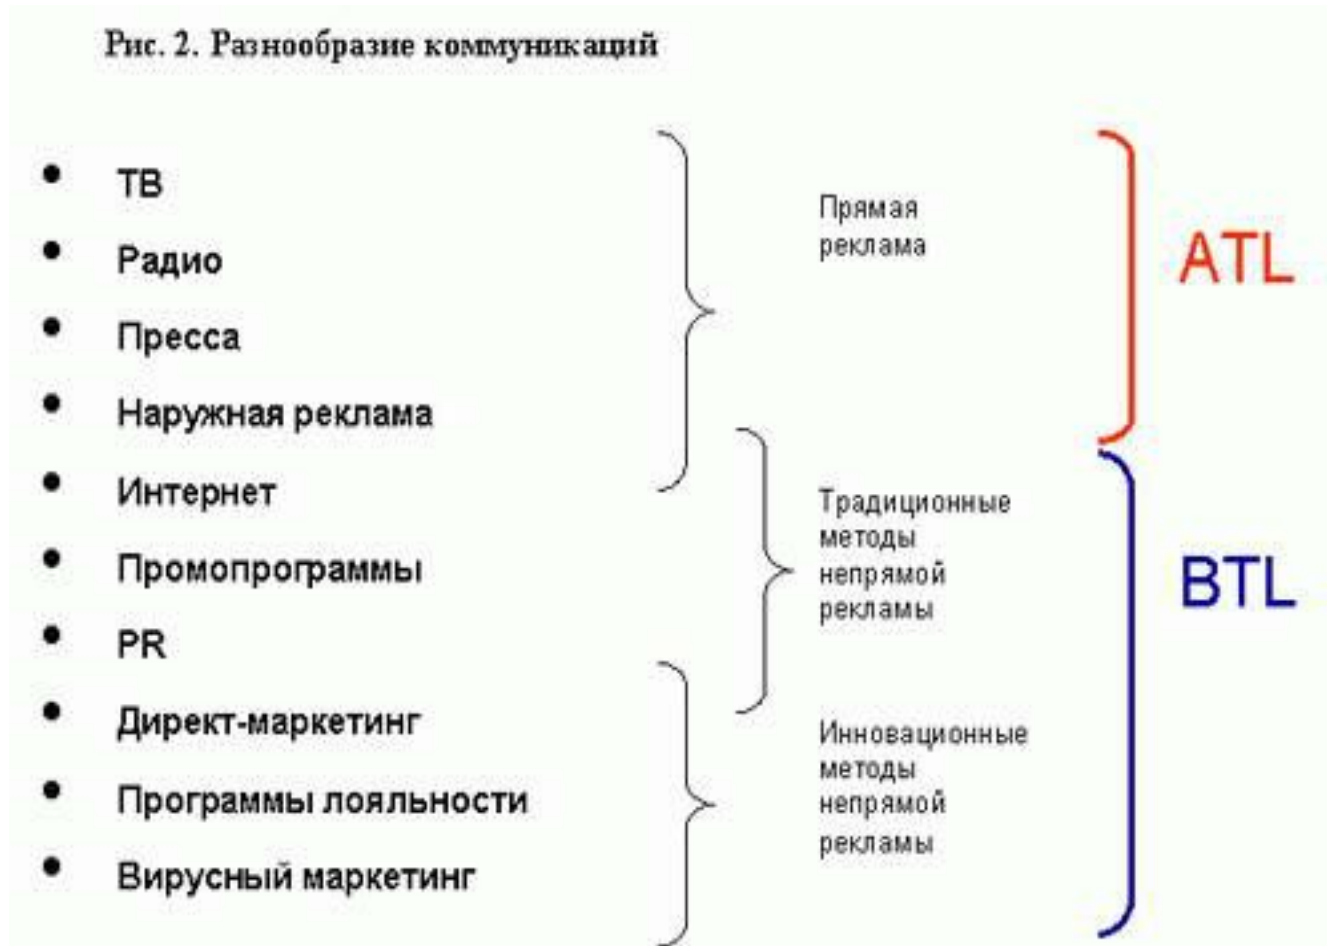 Рис. 2. Разнообразие коммуникаций
• ТВ
• Радио
• Пресса
• Наружная реклама
• Интернет
• Промопрограммы
• PR
• Директ-маркетинг
• Программы лояльности
• Вирусный маркетинг
Прямая
реклама
Традиционные
методы
непрямой
рекламы
Инновационные
методы
непрямой
рекламы
ATL
BTL